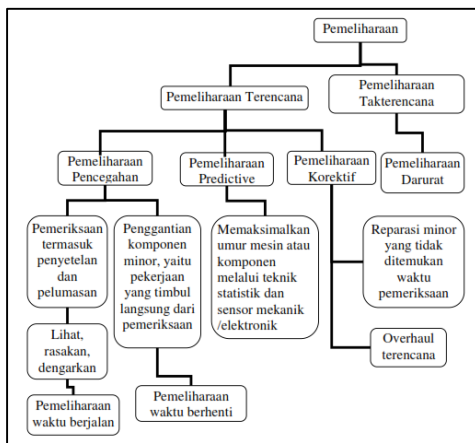 Pemeliharaan
Pemeliharaan Terencana
Pemeliharaan
Takterencana
Pemeliharaan
Pencegahan
Pemeliharaan
Predictive
Pemeliharaan
Korektif
Pemeliharaan
Darurat
Pemeriksaan
termasuk
penyetelan
dan
pelumasan
Penggantian
komponen
minor, yaitu
pekerjaan
yang timbul
langsung dari
pemeriksaan
Memaksimalkan
umur mesin atau
komponen
melalui teknik
statistik dan
sensor mekanik
/elektronik
Reparasi minor
yang tidak
ditemukan
waktu
pemeriksaan
Lihat,
rasakan,
dengarkan
Overhaul
terencana
Pemeliharaan
waktu berjalan
Pemeliharaan
waktu berhenti